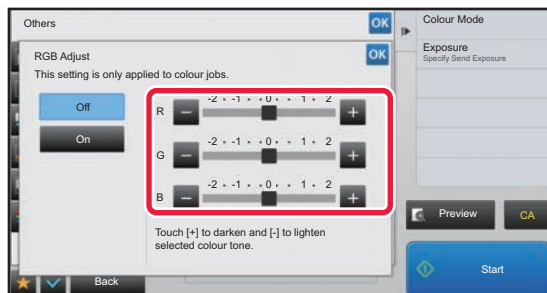 Others
OK
Colour Mode
RGB Adjust
OK
Exposure
Specify Send Exposure
This setting is only applied to colour jobs.
Off
On
-2 • -1 • • 0 • • 1 • 2
R
-2 • -1 • • 0 • • 1 • 2
G
-2 • -1 • • 0 • • 1 • 2
B
Touch [+] to darken and [-] to lighten
selected colour tone.
Preview
CA
Start
Back